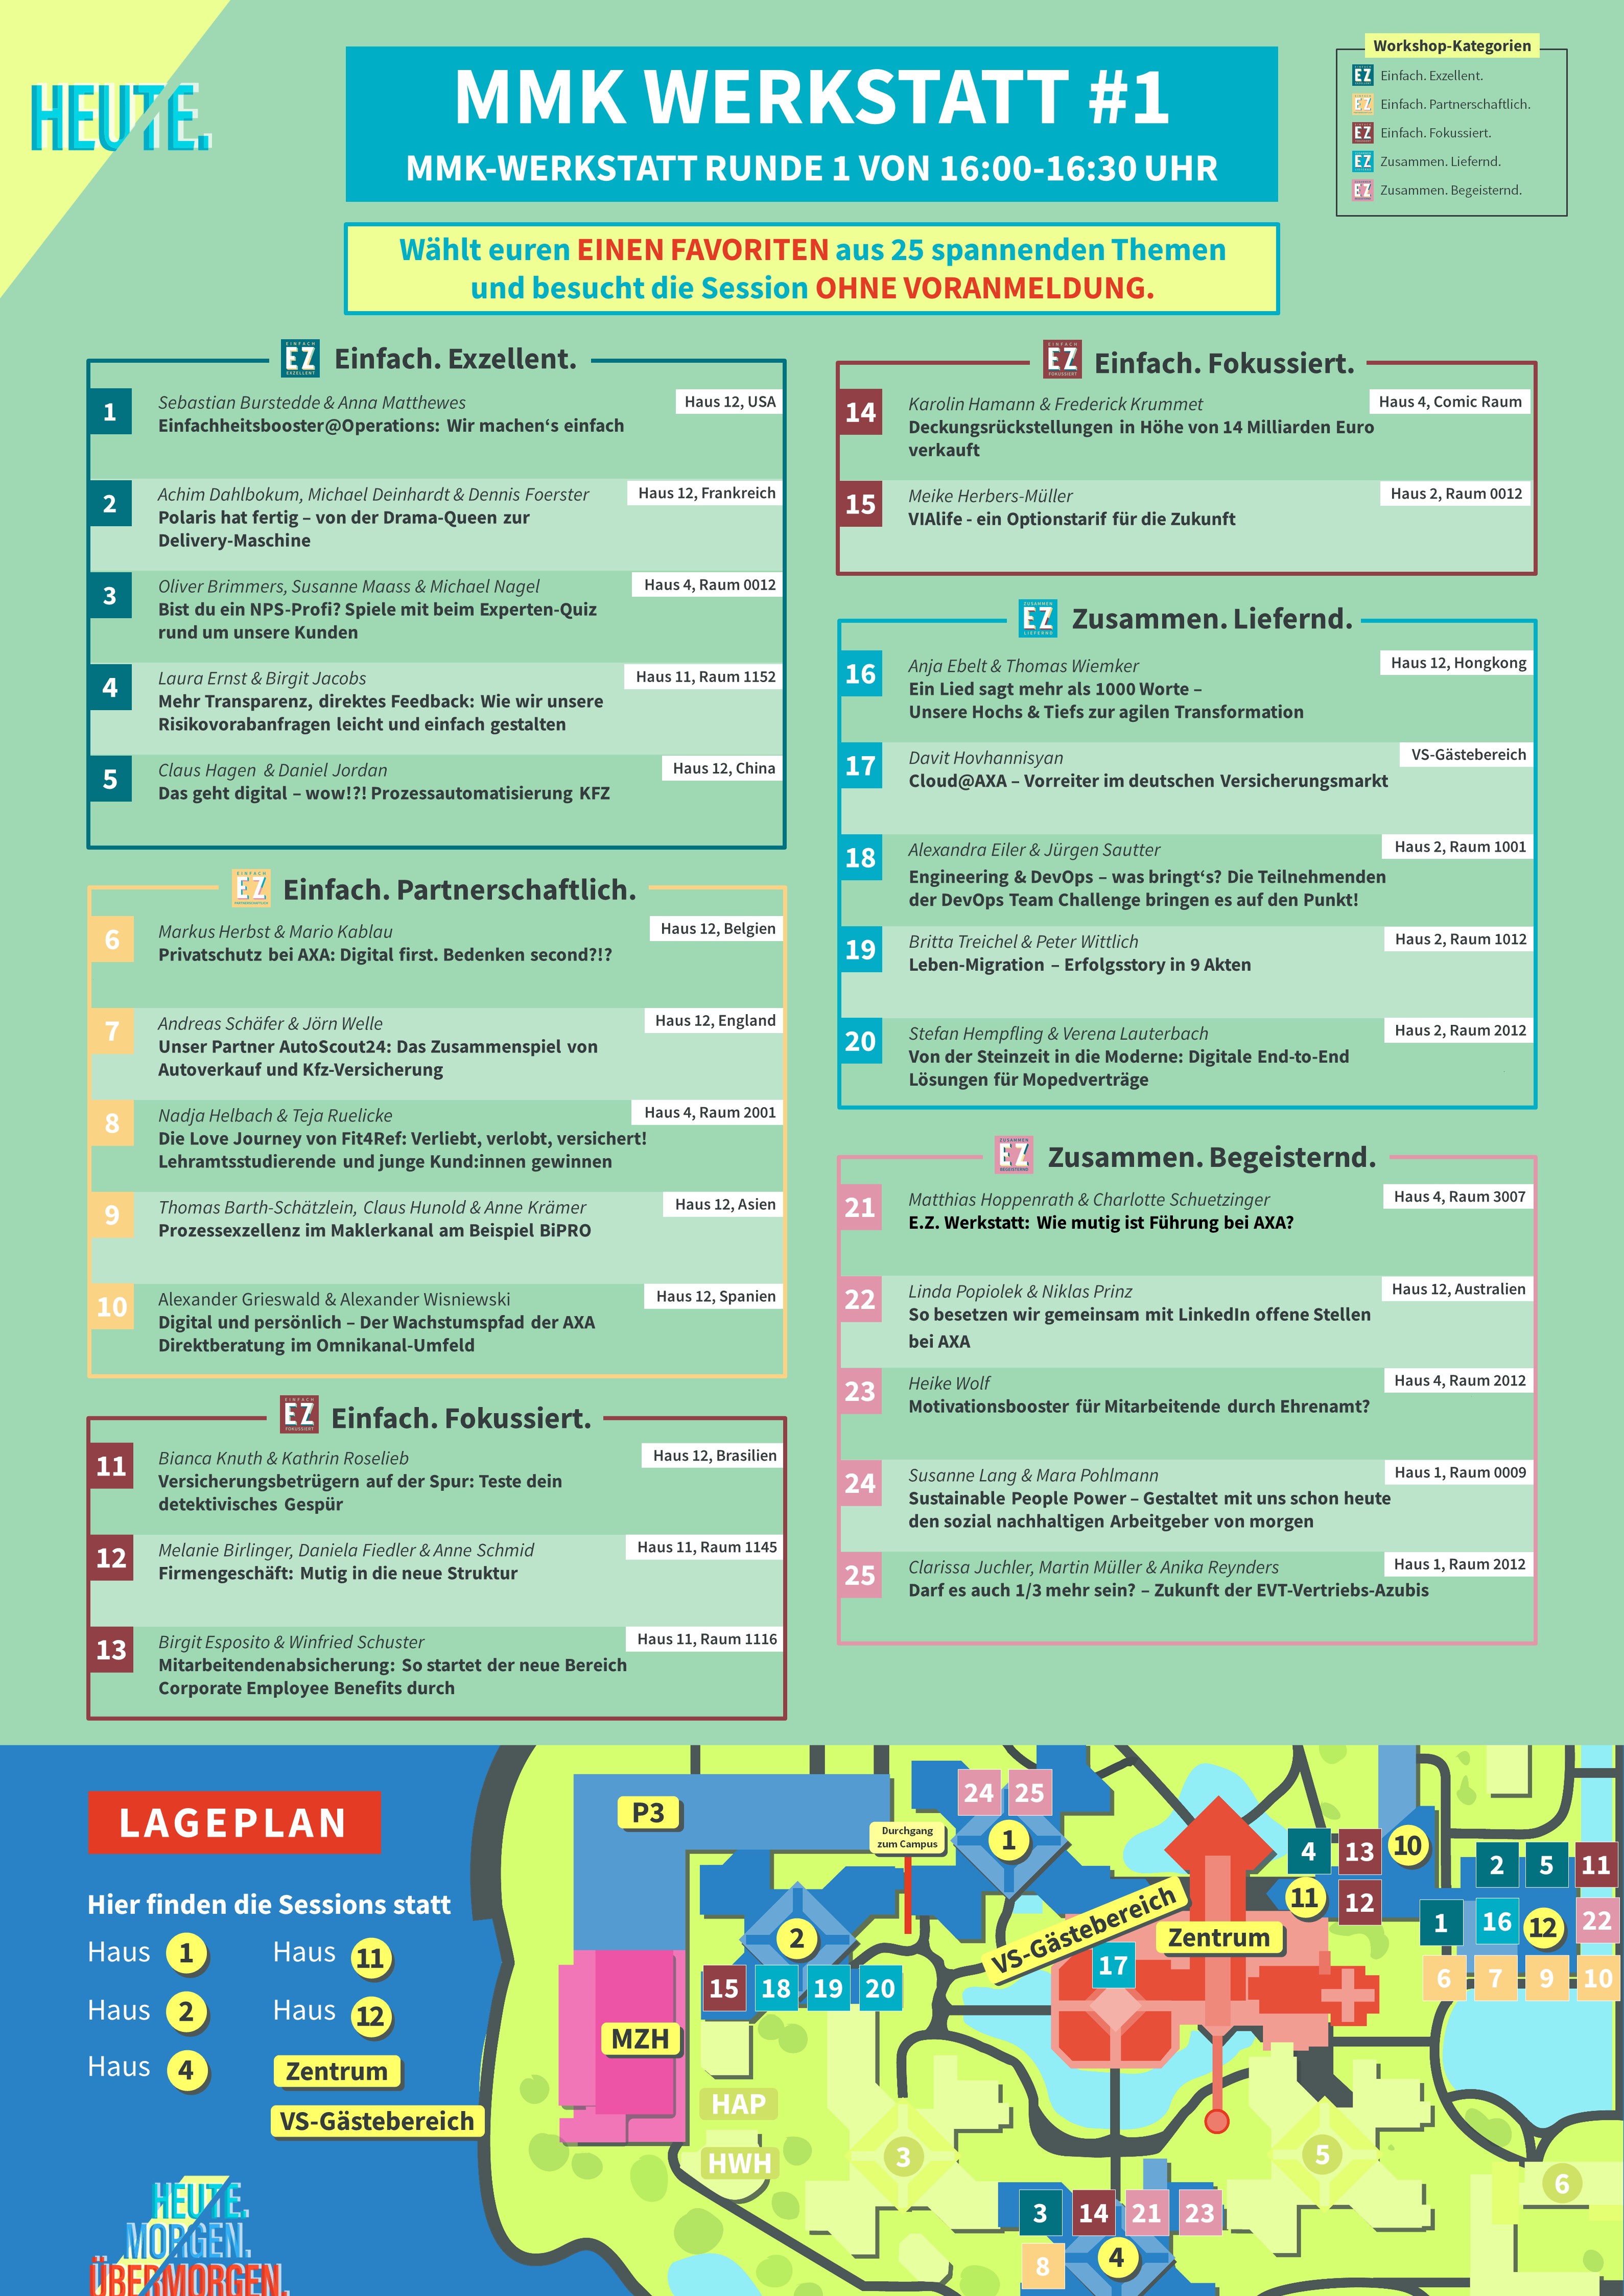 HEUTE.
MMK WERKSTATT #1
MMK-WERKSTATT RUNDE 1 VON 16:00-16:30 UHR
Workshop-Kategorien
EZ Einfach. Exzellent.
EZ Einfach. Partnerschaftlich.
EZ Einfach. Fokussiert.
EZ Zusammen. Liefernd.
EZ Zusammen. Begeisternd.
Wählt euren EINEN FAVORITEN aus 25 spannenden Themen
und besucht die Session OHNE VORANMELDUNG.
EINFACH
EZ
EXZELLENT
Einfach. Exzellent.
1
Sebastian Burstedde & Anna Matthewes
Haus 12, USA
Einfachheitsbooster@Operations: Wir machen‘s einfach
2
Achim Dahlbokum, Michael Deinhardt & Dennis Foerster
Haus 12, Frankreich
Polaris hat fertig – von der Drama-Queen zur
Delivery-Maschine
3
Oliver Brimmers, Susanne Maass & Michael Nagel
Haus 4, Raum 0012
Bist du ein NPS-Profi? Spiele mit beim Experten-Quiz
rund um unsere Kunden
4
Laura Ernst & Birgit Jacobs
Haus 11, Raum 1152
Mehr Transparenz, direktes Feedback: Wie wir unsere
Risikovorabanfragen leicht und einfach gestalten
5
Claus Hagen & Daniel Jordan
Haus 12, China
Das geht digital – wow!?! Prozessautomatisierung KFZ
EINFACH
EZ
PARTNERSCHAFTLICH
Einfach. Partnerschaftlich.
6
Markus Herbst & Mario Kablau
Haus 12, Belgien
Privatschutz bei AXA: Digital first. Bedenken second?!?
7
Andreas Schäfer & Jörn Welle
Haus 12, England
Unser Partner AutoScout24: Das Zusammenspiel von
Autoverkauf und Kfz-Versicherung
8
Nadja Helbach & Teja Ruelicke
Haus 4, Raum 2001
Die Love Journey von Fit4Ref: Verliebt, verlobt, versichert!
Lehramtsstudierende und junge Kund:innen gewinnen
9
Thomas Barth-Schätzlein, Claus Hunold & Anne Krämer
Haus 12, Asien
Prozessexzellenz im Maklerkanal am Beispiel BiPRO
10
Alexander Grieswald & Alexander Wisniewski
Haus 12, Spanien
Digital und persönlich – Der Wachstumspfad der AXA
Direktberatung im Omnikanal-Umfeld
EINFACH
EZ
FOKUSSIERT
Einfach. Fokussiert.
11
Bianca Knuth & Kathrin Roselieb
Haus 12, Brasilien
Versicherungsbetrügern auf der Spur: Teste dein
detektivisches Gespür
12
Melanie Birlinger, Daniela Fiedler & Anne Schmid
Haus 11, Raum 1145
Firmengeschäft: Mutig in die neue Struktur
13
Birgit Esposito & Winfried Schuster
Haus 11, Raum 1116
Mitarbeitendenabsicherung: So startet der neue Bereich
Corporate Employee Benefits durch
EINFACH
EZ
FOKUSSIERT
Einfach. Fokussiert.
14
Karolin Hamann & Frederick Krummet
Haus 4, Comic Raum
Deckungsrückstellungen in Höhe von 14 Milliarden Euro
verkauft
15
Meike Herbers-Müller
Haus 2, Raum 0012
VIAlife - ein Optionstarif für die Zukunft
ZUSAMMEN
EZ
LIEFERND
Zusammen. Liefernd.
16
Anja Ebelt & Thomas Wiemker
Haus 12, Hongkong
Ein Lied sagt mehr als 1000 Worte –
Unsere Hochs & Tiefs zur agilen Transformation
17
Davit Hovhannisyan
VS-Gästebereich
Cloud@AXA – Vorreiter im deutschen Versicherungsmarkt
18
Alexandra Eiler & Jürgen Sautter
Haus 2, Raum 1001
Engineering & DevOps – was bringt‘s? Die Teilnehmenden
der DevOps Team Challenge bringen es auf den Punkt!
19
Britta Treichel & Peter Wittlich
Haus 2, Raum 1012
Leben-Migration – Erfolgsstory in 9 Akten
20
Stefan Hempfling & Verena Lauterbach
Haus 2, Raum 2012
Von der Steinzeit in die Moderne: Digitale End-to-End
Lösungen für Mopedverträge
ZUSAMMEN
EZ
BEGEISTERND
Zusammen. Begeisternd.
21
Matthias Hoppenrath & Charlotte Schuetzinger
Haus 4, Raum 3007
E.Z. Werkstatt: Wie mutig ist Führung bei AXA?
22
Linda Popiolek & Niklas Prinz
Haus 12, Australien
So besetzen wir gemeinsam mit LinkedIn offene Stellen
bei AXA
23
Heike Wolf
Haus 4, Raum 2012
Motivationsbooster für Mitarbeitende durch Ehrenamt?
24
Susanne Lang & Mara Pohlmann
Haus 1, Raum 0009
Sustainable People Power – Gestaltet mit uns schon heute
den sozial nachhaltigen Arbeitgeber von morgen
25
Clarissa Juchler, Martin Müller & Anika Reynders
Haus 1, Raum 2012
Darf es auch 1/3 mehr sein? – Zukunft der EVT-Vertriebs-Azubis
LAGEPLAN
Hier finden die Sessions statt
Haus 1
Haus 11
Haus 2
Haus 12
Haus 4
Zentrum
VS-Gästebereich
HEUTE.
MORGEN.
ÜBERMORGEN.
P3
Durchgang
zum Campus
24 25
1
2
15 18 19 20
MZH
HAP
HWH
3
VS-Gästebereich
17
Zentrum
4 13 10
11 12
2 5 11
1 16 12 22
6 7 9 10
5
6
3 14 21 23
8 4